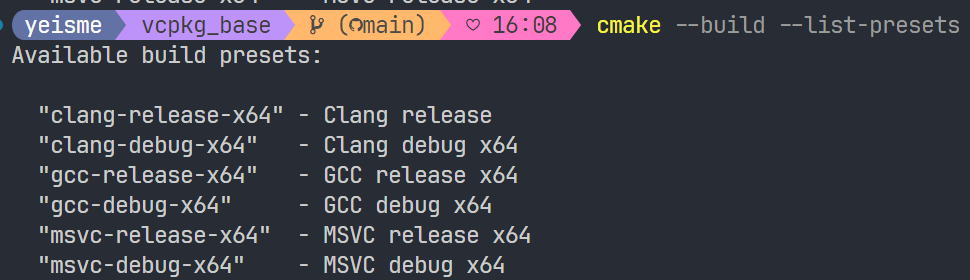 yeisme vcpkg_base (main) 16:08 cmake --build --list-presets
Available build presets:
"clang-release-x64" - Clang release
"clang-debug-x64" - Clang debug x64
"gcc-release-x64" - GCC release x64
"gcc-debug-x64" - GCC debug x64
"msvc-release-x64" - MSVC release x64
"msvc-debug-x64" - MSVC debug x64